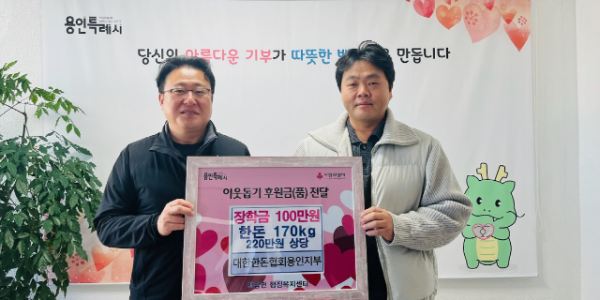 용인특례시
당신의 아름다운 기부가 따뜻한 을 만듭니다
용인특례시
이웃돕기 후원금(품) 전달
장학금 100만원
한돈 170kg
220만원 상당
대한한돈협회용인지부
행정복지센터